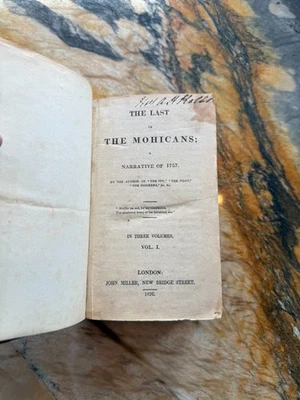 THE LAST
OF
THE MOHICANS;
A
NARRATIVE OF 1757.
BY THE AUTHOR OF "THE SPY," "THE PILOT,"
"THE PIONEERS," &c. &c.
IN THREE VOLUMES,
VOL. I.
LONDON:
JOHN MILLER, NEW BRIDGE STREET.
1826.